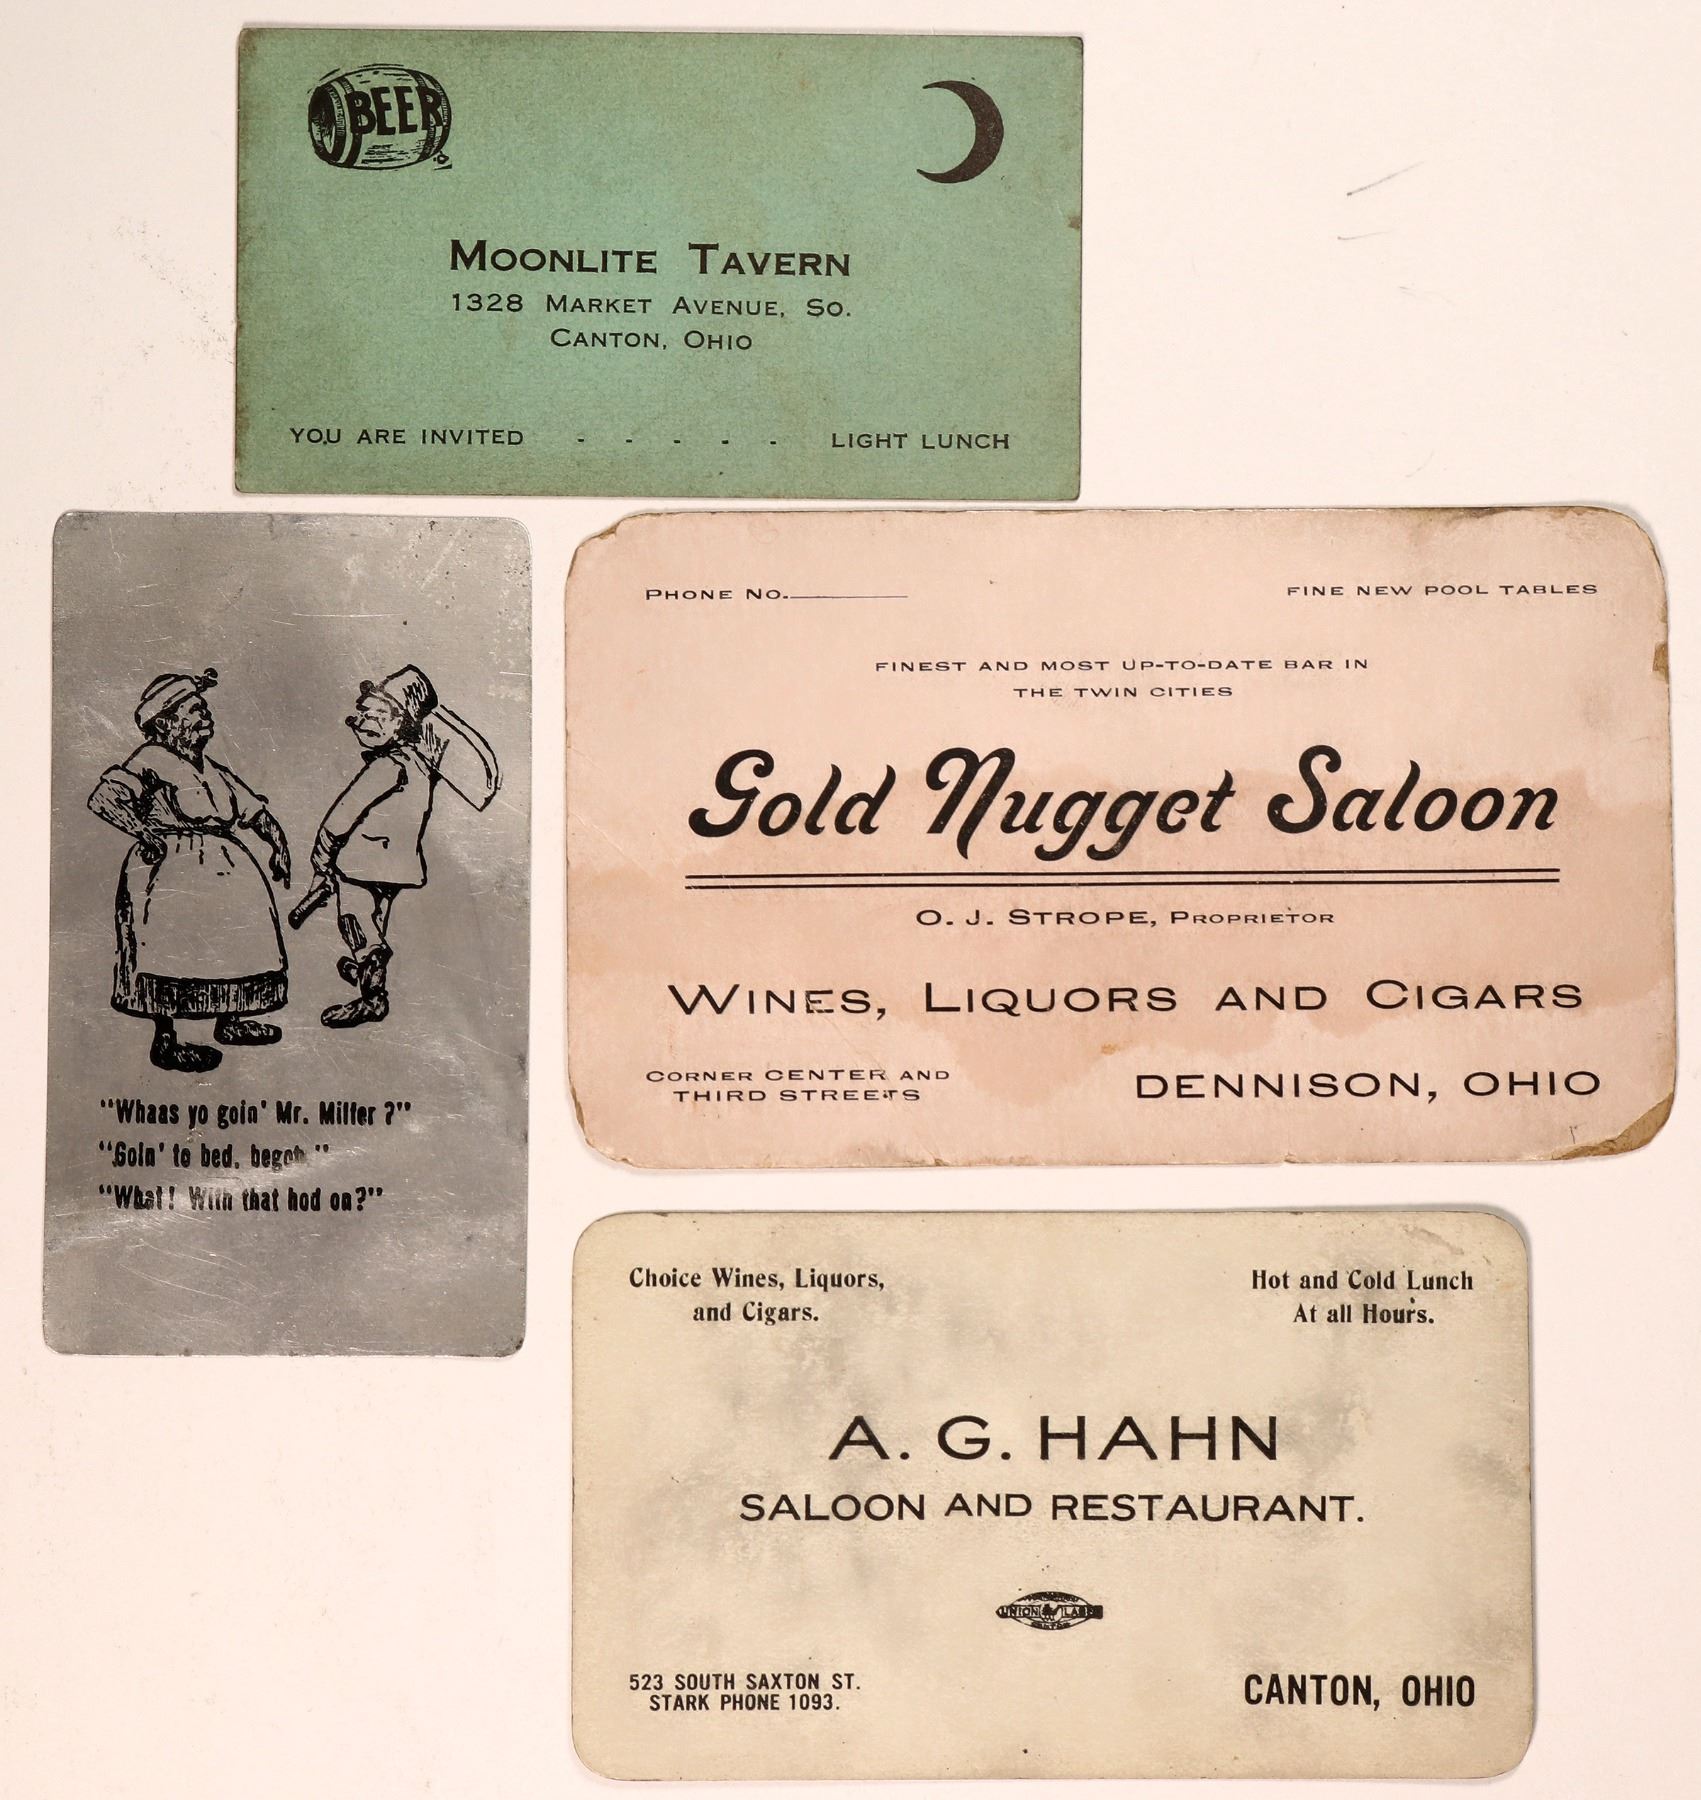 BEER
MOONLITE TAVERN
1328 MARKET AVENUE, SO.
CANTON, OHIO
YOU ARE INVITED - - - - - LIGHT LUNCH
"Whaas yo goin' Mr. Miller ?"
"Goin' to bed, begob "
"What! With that hod on?"
PHONE NO.
FINE NEW POOL TABLES
FINEST AND MOST UP-TO-DATE BAR IN
THE TWIN CITIES
Gold Nugget Saloon
O. J. STROPE, PROPRIETOR
WINES, LIQUORS AND CIGARS
CORNER CENTER AND
THIRD STREETS
DENNISON, OHIO
Choice Wines, Liquors,
and Cigars.
Hot and Cold Lunch
At all Hours.
A. G. HAHN
SALOON AND RESTAURANT.
UNION LABEL
523 SOUTH SAXTON ST.
STARK PHONE 1093.
CANTON, OHIO